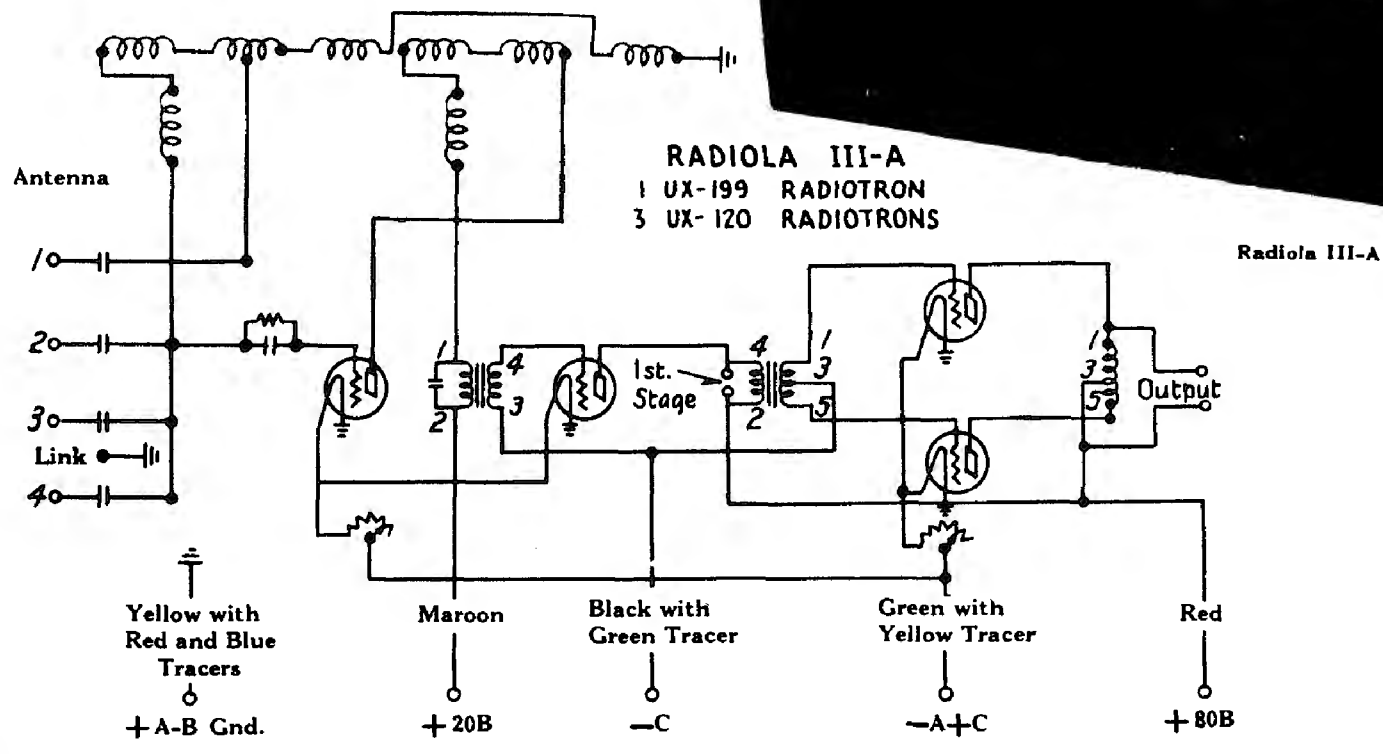 RADIOLA III-A
1 UX-199 RADIOTRON
3 UX-120 RADIOTRONS
Radiola III-A
Antenna
1
2
3
Link
4
1
2
4
3
1st.
Stage
4
2
1
3
5
1
3
5
Output
Yellow with
Red and Blue
Tracers
+A-B Gnd.
Maroon
+20B
Black with
Green Tracer
—C
Green with
Yellow Tracer
—A+C
Red
+80B